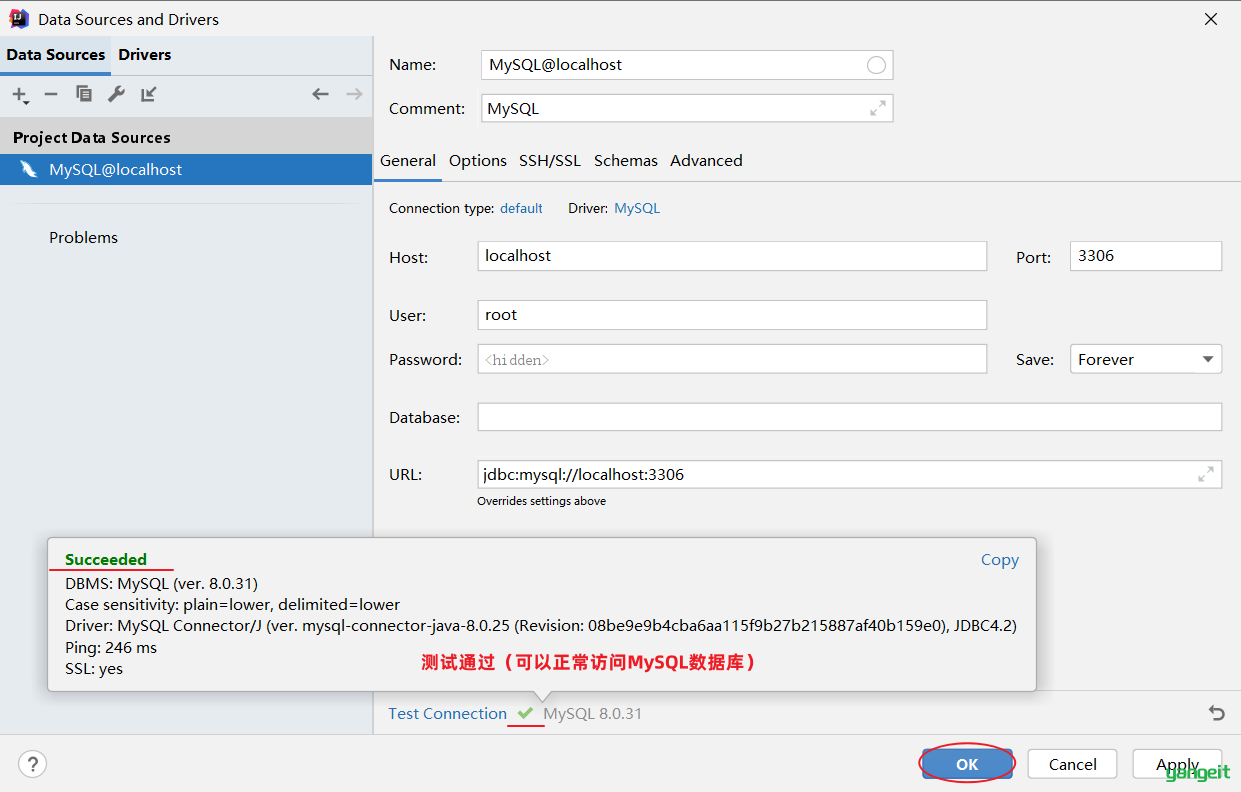 Data Sources and Drivers
Data Sources Drivers
Project Data Sources
MySQL@localhost
Problems
Name: MySQL@localhost
Comment: MySQL
General Options SSH/SSL Schemas Advanced
Connection type: default Driver: MySQL
Host: localhost Port: 3306
User: root
Password: <hidden> Save: Forever
Database:
URL: jdbc:mysql://localhost:3306
Overrides settings above
Succeeded Copy
DBMS: MySQL (ver. 8.0.31)
Case sensitivity: plain=lower, delimited=lower
Driver: MySQL Connector/J (ver. mysql-connector-java-8.0.25 (Revision: 08be9e9b4cba6aa115f9b27b215887af40b159e0), JDBC4.2)
Ping: 246 ms
SSL: yes
测试通过（可以正常访问MySQL数据库）
Test Connection MySQL 8.0.31
? OK Cancel Apply
gangeit